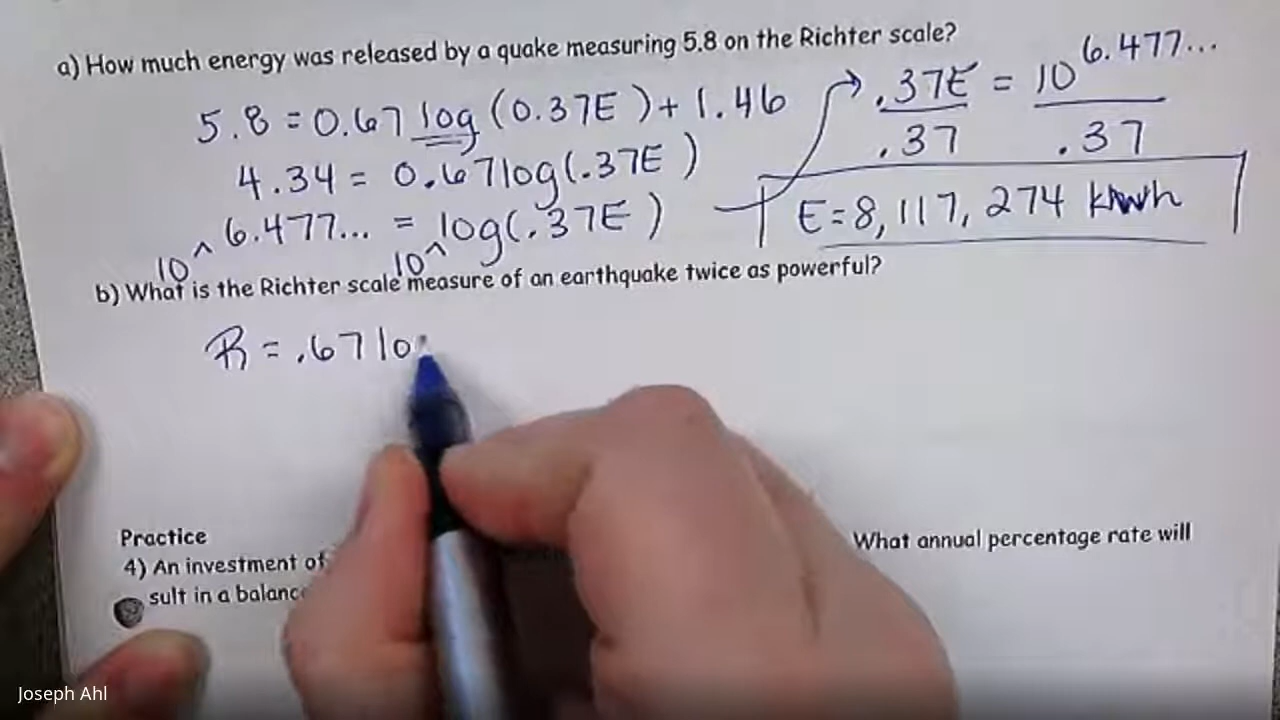 a) How much energy was released by a quake measuring 5.8 on the Richter scale?
5.8 = 0.67 log (0.37E) + 1.46
4.34 = 0.67 log(.37E)
10^6.477... = 10^log(.37E)
.37E = 10^6.477...
.37 .37
E = 8,117,274 kwh
b) What is the Richter scale measure of an earthquake twice as powerful?
R = .67 lo
Practice
4) An investment of What annual percentage rate will
sult in a balanc
Joseph Ahl